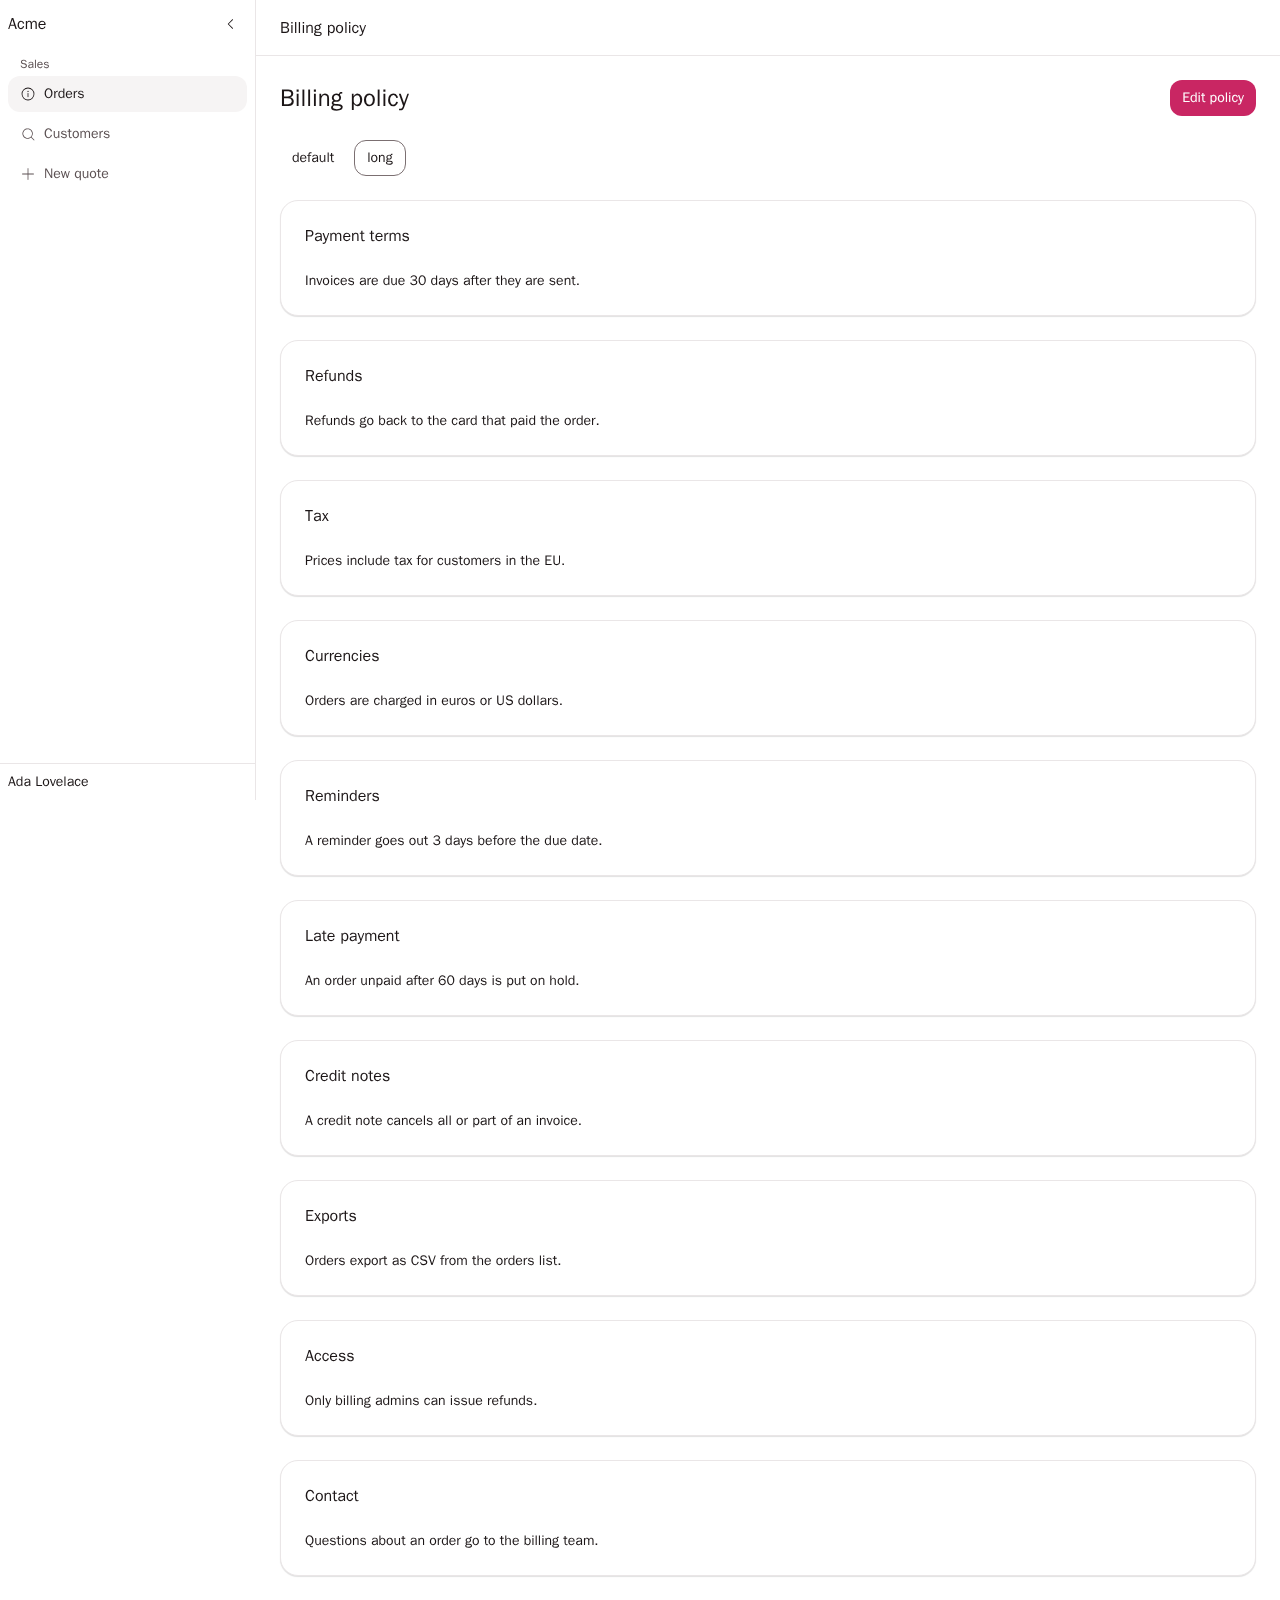 Acme
Sales
Orders
Customers
New quote
Ada Lovelace
Billing policy
Billing policy
Edit policy
default
long
Payment terms
Invoices are due 30 days after they are sent.
Refunds
Refunds go back to the card that paid the order.
Tax
Prices include tax for customers in the EU.
Currencies
Orders are charged in euros or US dollars.
Reminders
A reminder goes out 3 days before the due date.
Late payment
An order unpaid after 60 days is put on hold.
Credit notes
A credit note cancels all or part of an invoice.
Exports
Orders export as CSV from the orders list.
Access
Only billing admins can issue refunds.
Contact
Questions about an order go to the billing team.